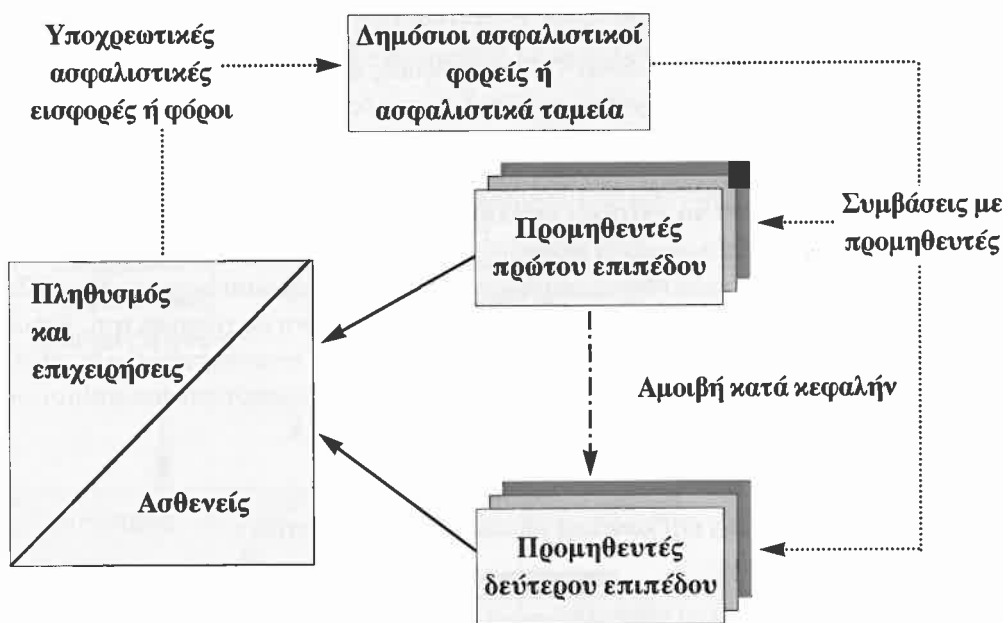 Υποχρεωτικές
ασφαλιστικές
εισφορές ή φόροι
Δημόσιοι ασφαλιστικοί
φορείς ή
ασφαλιστικά ταμεία
Συμβάσεις με
προμηθευτές
Προμηθευτές
πρώτου επιπέδου
Πληθυσμός
και
επιχειρήσεις
Αμοιβή κατά κεφαλήν
Ασθενείς
Προμηθευτές
δεύτερου επιπέδου